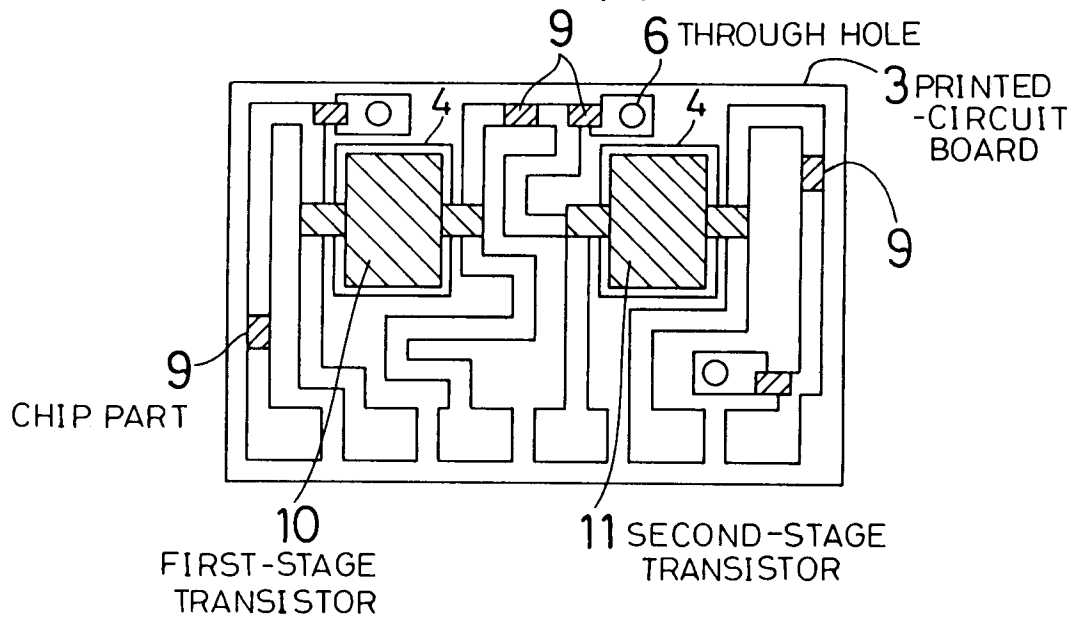 9
6 THROUGH HOLE
3 PRINTED
-CIRCUIT
BOARD
4
4
9
9
CHIP PART
10
FIRST-STAGE
TRANSISTOR
11 SECOND-STAGE
TRANSISTOR